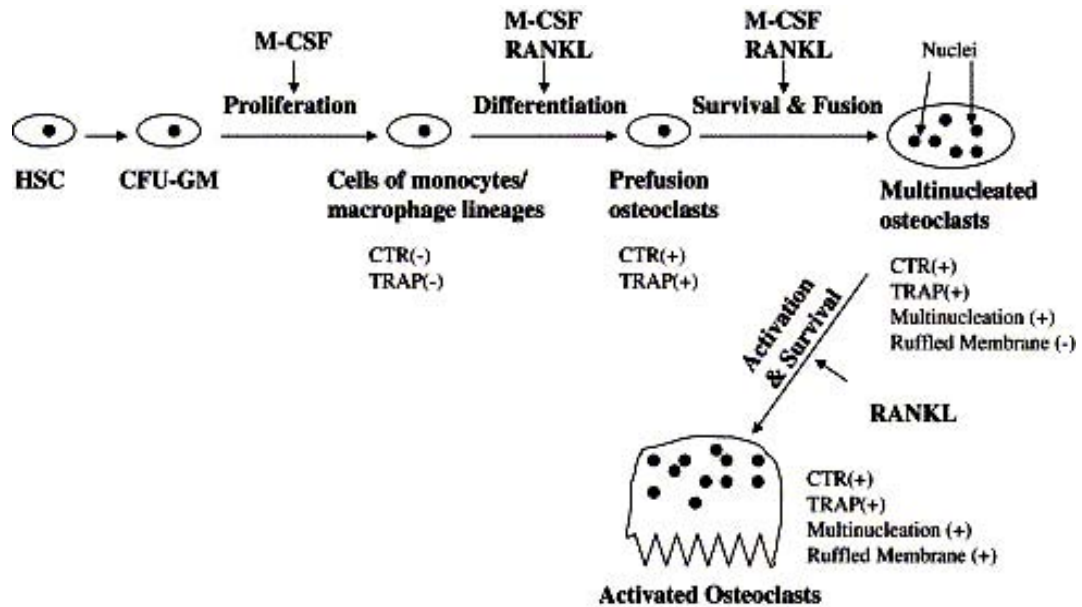 M-CSF
Proliferation
M-CSF
RANKL
Differentiation
M-CSF
RANKL
Survival & Fusion
Nuclei
HSC
CFU-GM
Cells of monocytes/
macrophage lineages
CTR(-)
TRAP(-)
Prefusion
osteoclasts
CTR(+)
TRAP(+)
Multinucleated
osteoclasts
CTR(+)
TRAP(+)
Multinucleation (+)
Ruffled Membrane (-)
Activation
& Survival
RANKL
CTR(+)
TRAP(+)
Multinucleation (+)
Ruffled Membrane (+)
Activated Osteoclasts